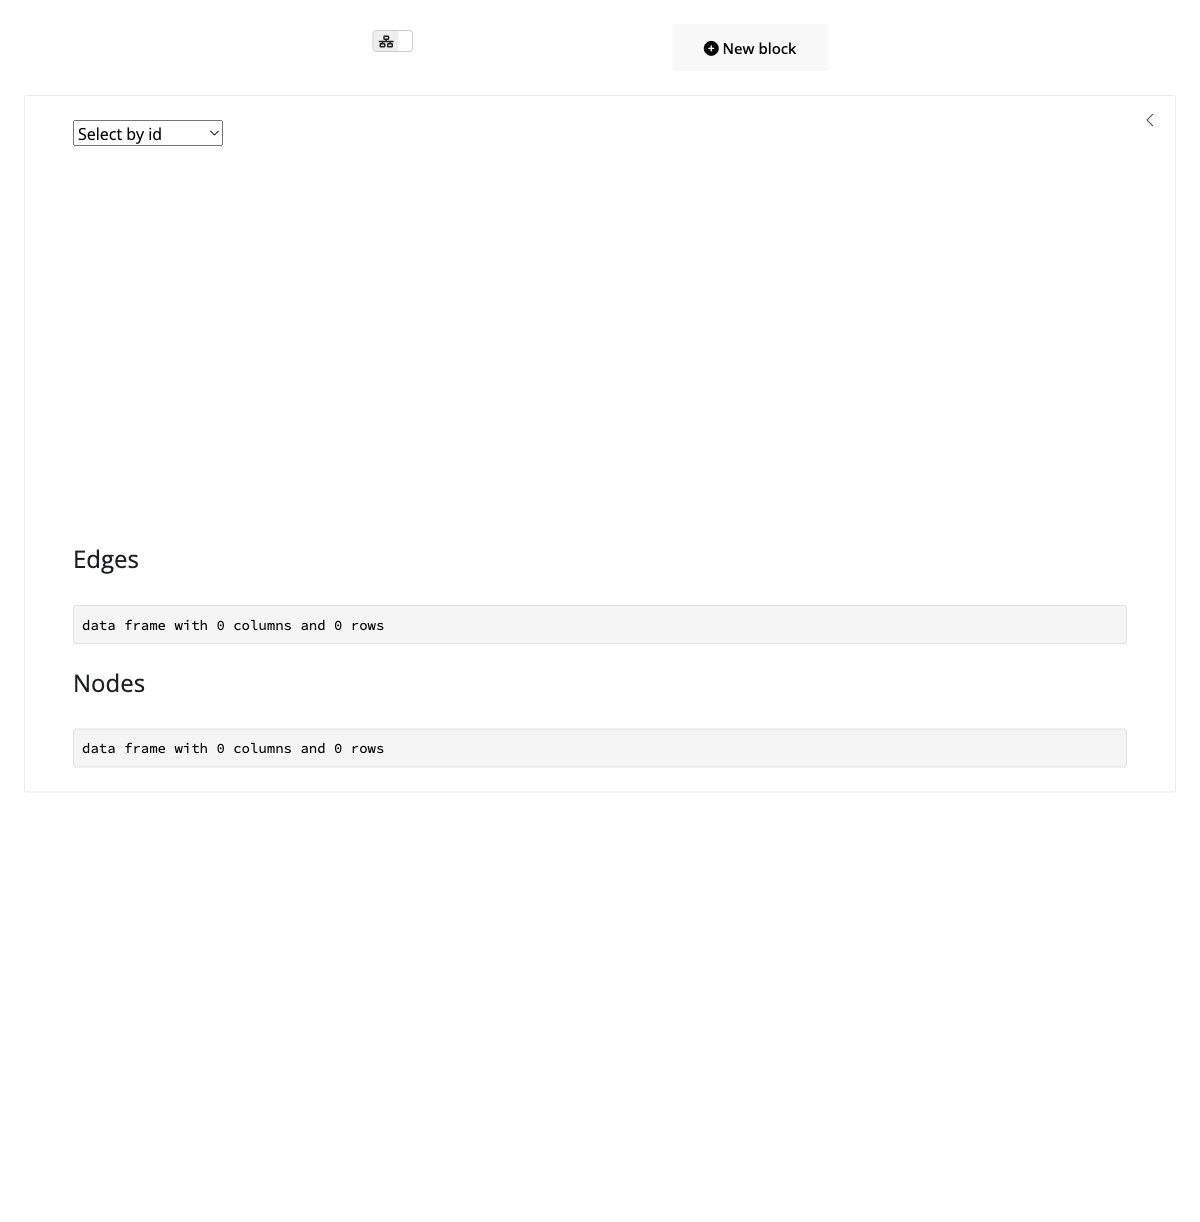 New block
Select by id
Edges
data frame with 0 columns and 0 rows
Nodes
data frame with 0 columns and 0 rows